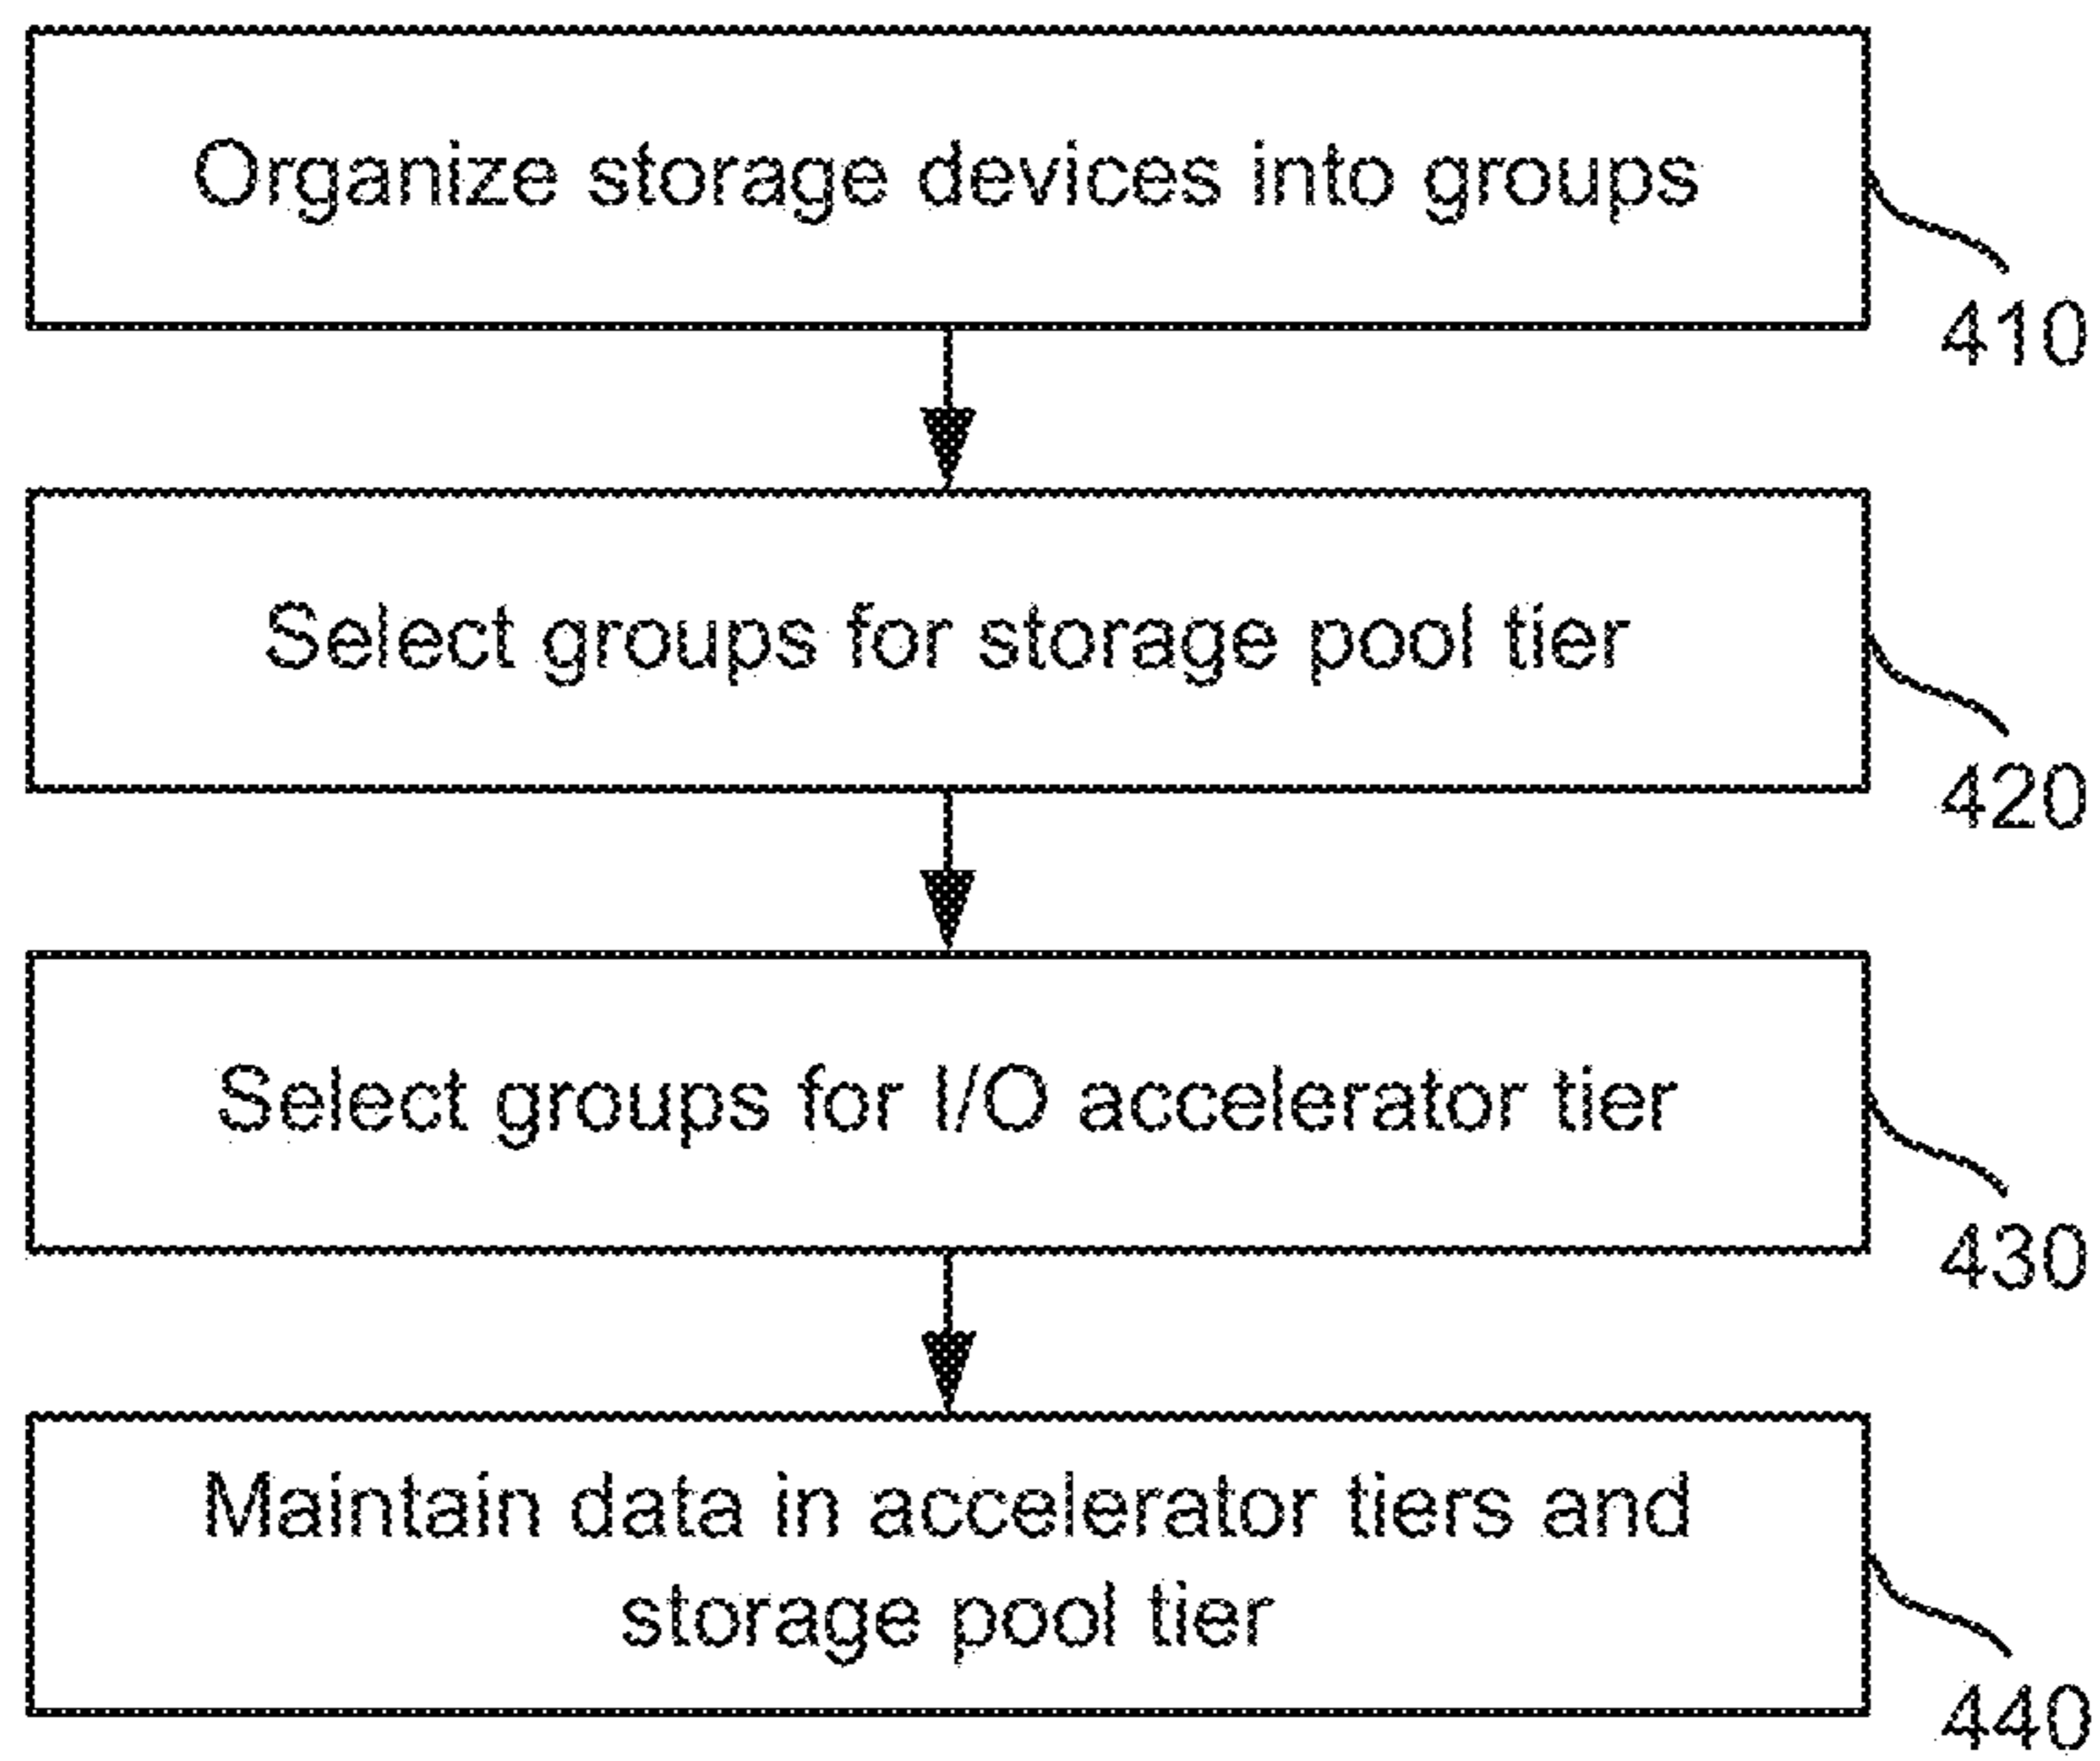 Organize storage devices into groups
410
Select groups for storage pool tier
420
Select groups for I/O accelerator tier
430
Maintain data in accelerator tiers and
storage pool tier
440